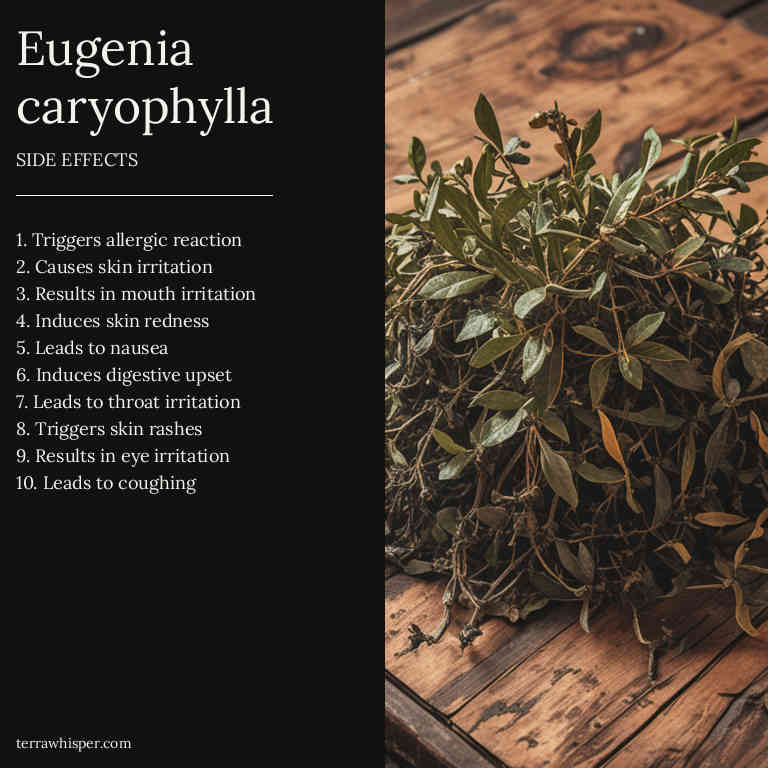 Eugenia
caryophylla
SIDE EFFECTS
1. Triggers allergic reaction
2. Causes skin irritation
3. Results in mouth irritation
4. Induces skin redness
5. Leads to nausea
6. Induces digestive upset
7. Leads to throat irritation
8. Triggers skin rashes
9. Results in eye irritation
10. Leads to coughing
terrawhisper.com